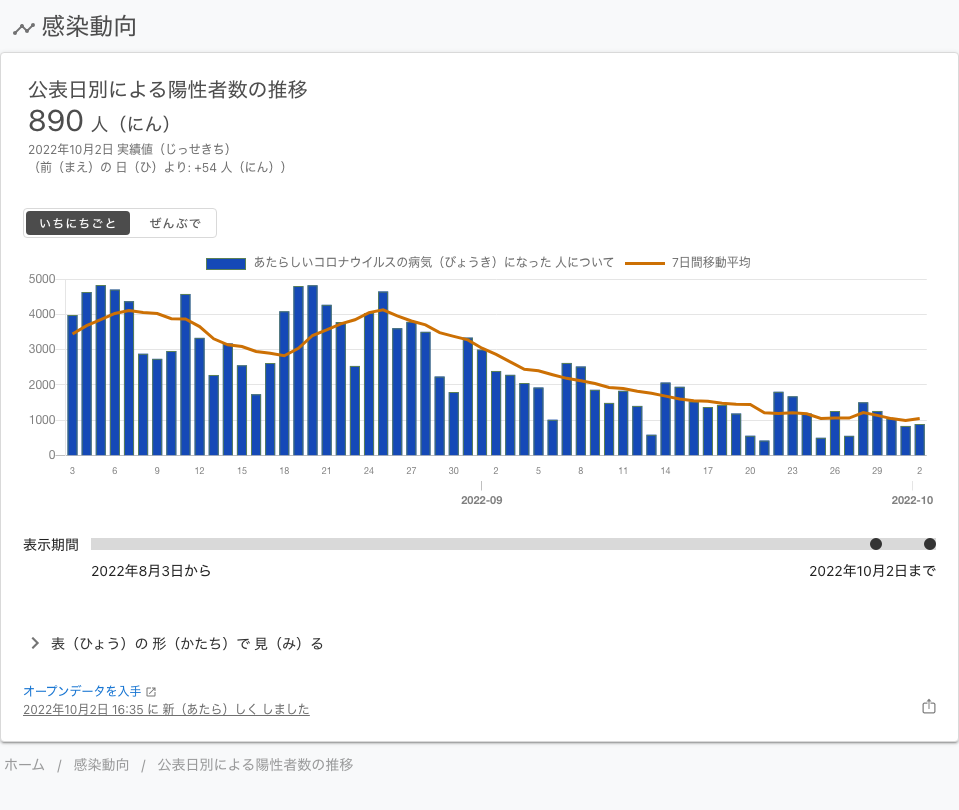 感染動向
公表日別による陽性者数の推移
890 人（にん）
2022年10月2日 実績値（じっせきち）
（前（まえ）の 日（ひ）より: +54 人（にん））
いちにちごと ぜんぶで
あたらしいコロナウイルスの病気（びょうき）になった 人について 7日間移動平均
5000
4000
3000
2000
1000
0
3 6 9 12 15 18 21 24 27 30 2 5 8 11 14 17 20 23 26 29 2
2022-09 2022-10
表示期間
2022年8月3日から 2022年10月2日まで
表（ひょう）の 形（かたち）で 見（み）る
オープンデータを入手
2022年10月2日 16:35 に 新（あたら）しく しました
ホーム / 感染動向 / 公表日別による陽性者数の推移